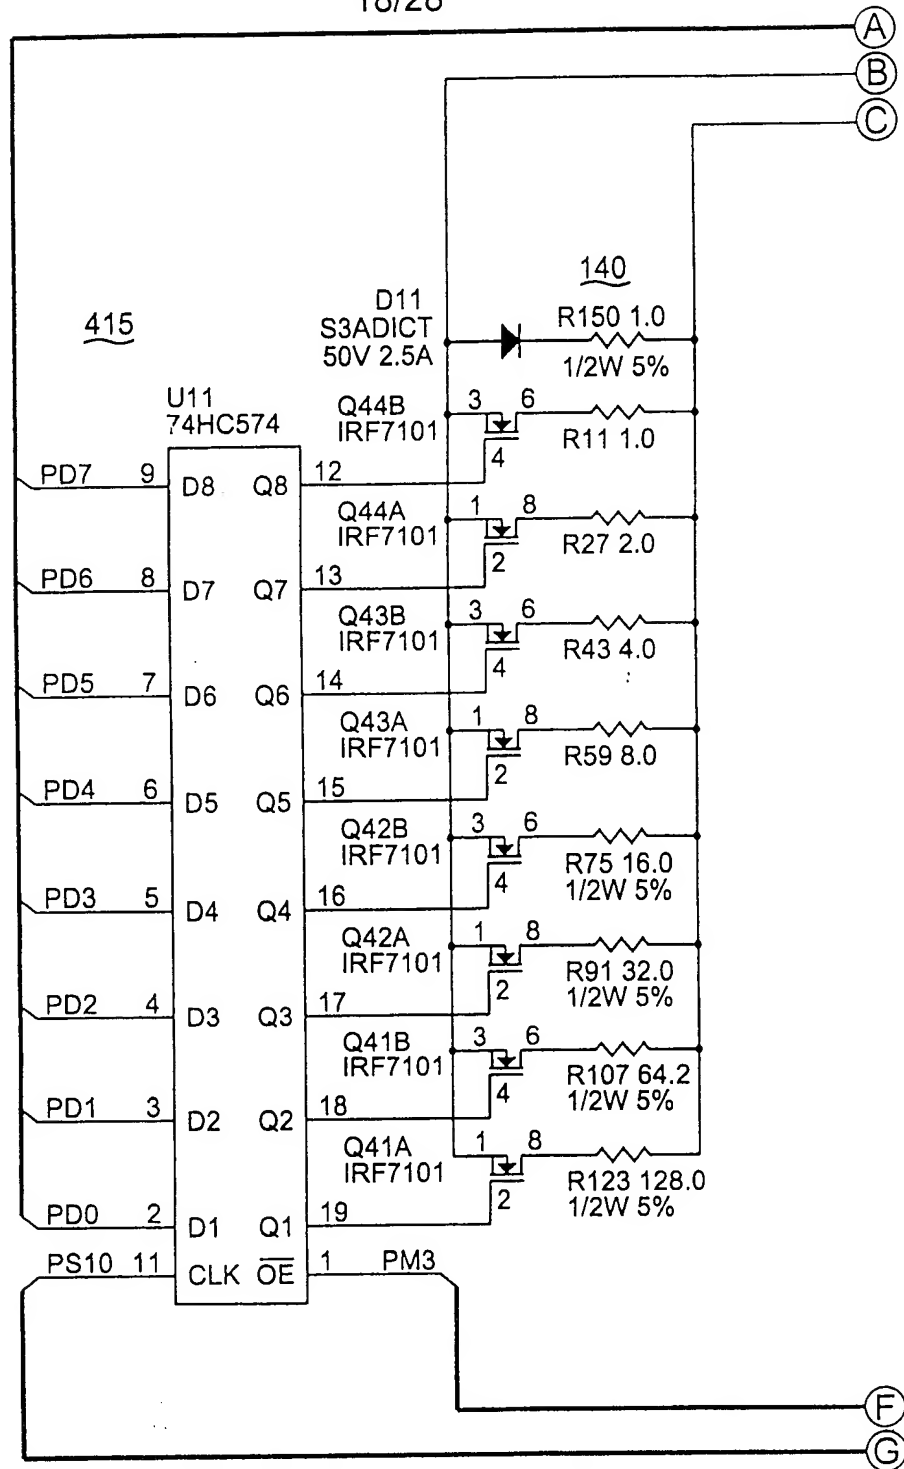 18/28
A
B
C
140
D11
S3ADICT
50V 2.5A
R150 1.0
1/2W 5%
415
U11
74HC574
Q44B
IRF7101
3 6
4
R11 1.0
PD7 9 D8 Q8 12
Q44A
IRF7101
1 8
2
R27 2.0
PD6 8 D7 Q7 13
Q43B
IRF7101
3 6
4
R43 4.0
PD5 7 D6 Q6 14
Q43A
IRF7101
1 8
2
R59 8.0
PD4 6 D5 Q5 15
Q42B
IRF7101
3 6
4
R75 16.0
1/2W 5%
PD3 5 D4 Q4 16
Q42A
IRF7101
1 8
2
R91 32.0
1/2W 5%
PD2 4 D3 Q3 17
Q41B
IRF7101
3 6
4
R107 64.2
1/2W 5%
PD1 3 D2 Q2 18
Q41A
IRF7101
1 8
2
R123 128.0
1/2W 5%
PD0 2 D1 Q1 19
PS10 11 CLK OE 1 PM3
F
G